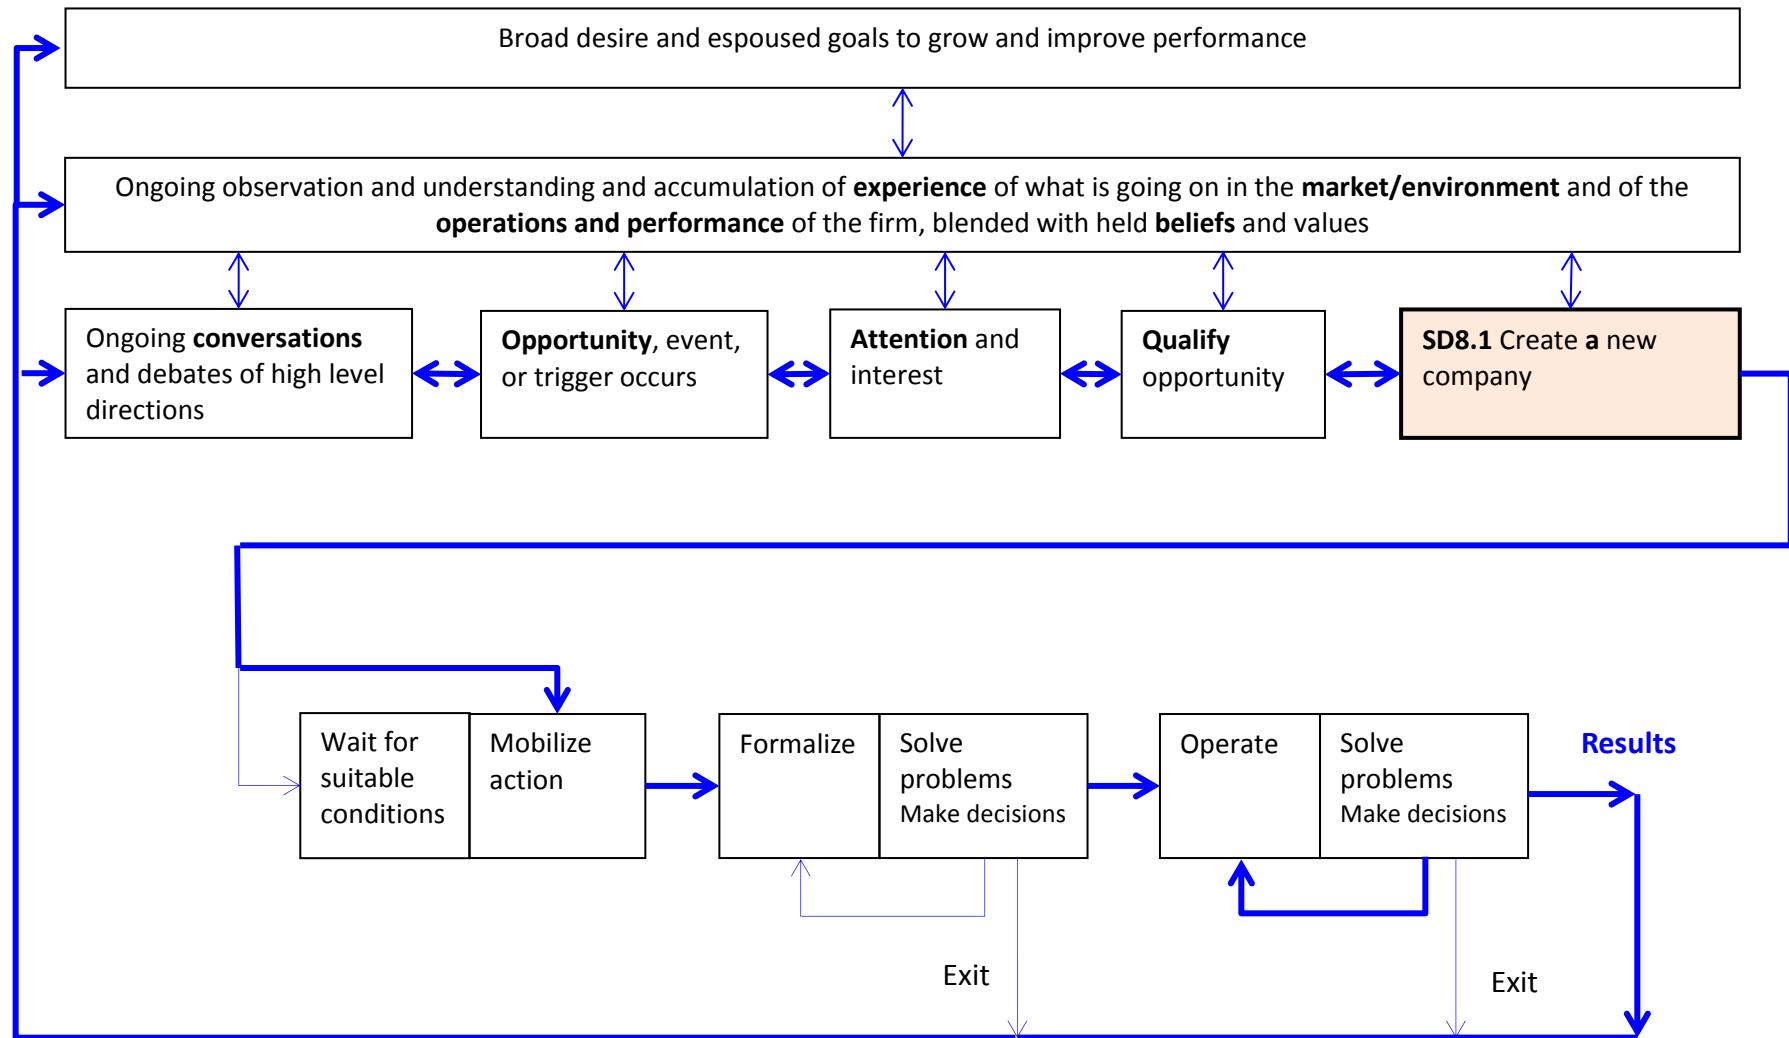 Broad desire and espoused goals to grow and improve performance
Ongoing observation and understanding and accumulation of experience of what is going on in the market/environment and of the
operations and performance of the firm, blended with held beliefs and values
Ongoing conversations
and debates of high level
directions
Opportunity, event,
or trigger occurs
Attention and
interest
Qualify
opportunity
SD8.1 Create a new
company
Wait for
suitable
conditions
Mobilize
action
Formalize
Solve
problems
Make decisions
Operate
Solve
problems
Make decisions
Results
Exit
Exit